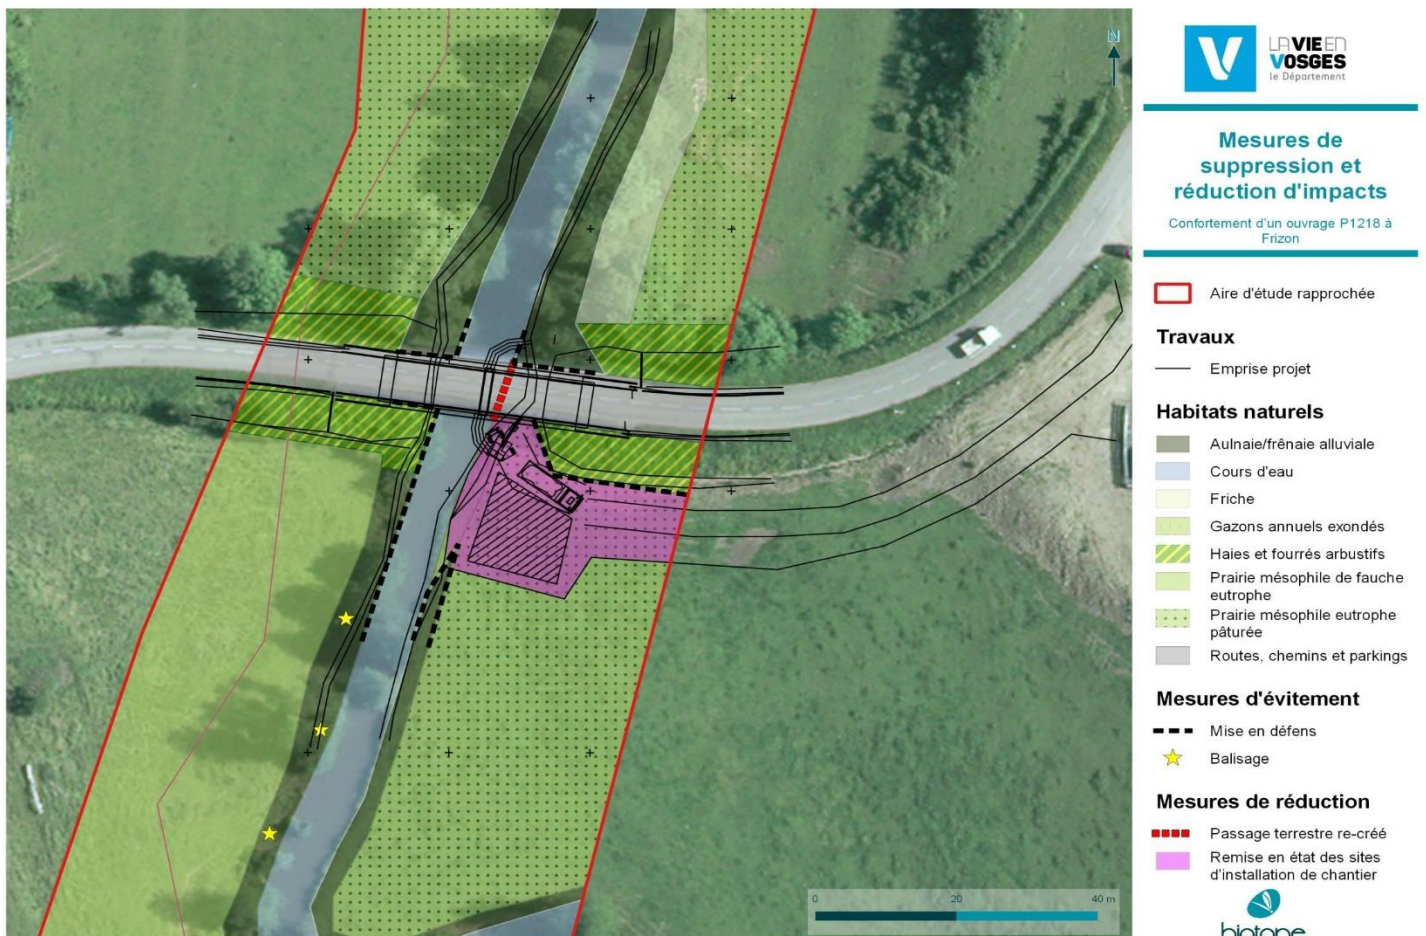 N
LA VIE EN
VOSGES
le Département
Mesures de
suppression et
réduction d'impacts
Confortement d'un ouvrage P1218 à
Frizon
Aire d'étude rapprochée
Travaux
Emprise projet
Habitats naturels
Aulnaie/frênaie alluviale
Cours d'eau
Friche
Gazons annuels exondés
Haies et fourrés arbustifs
Prairie mésophile de fauche
eutrophe
Prairie mésophile eutrophe
pâturée
Routes, chemins et parkings
Mesures d'évitement
Mise en défens
Balisage
Mesures de réduction
Passage terrestre re-créé
Remise en état des sites
d'installation de chantier
biotope
0 20 40 m